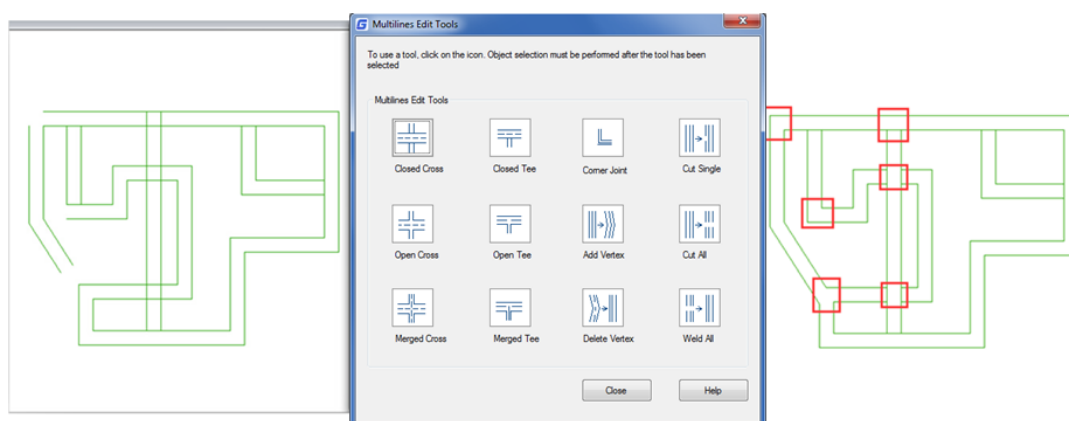 Multilines Edit Tools
To use a tool, click on the icon. Object selection must be performed after the tool has been
selected
Multilines Edit Tools
Closed Cross Closed Tee Corner Joint Cut Single
Open Cross Open Tee Add Vertex Cut All
Merged Cross Merged Tee Delete Vertex Weld All
Close Help